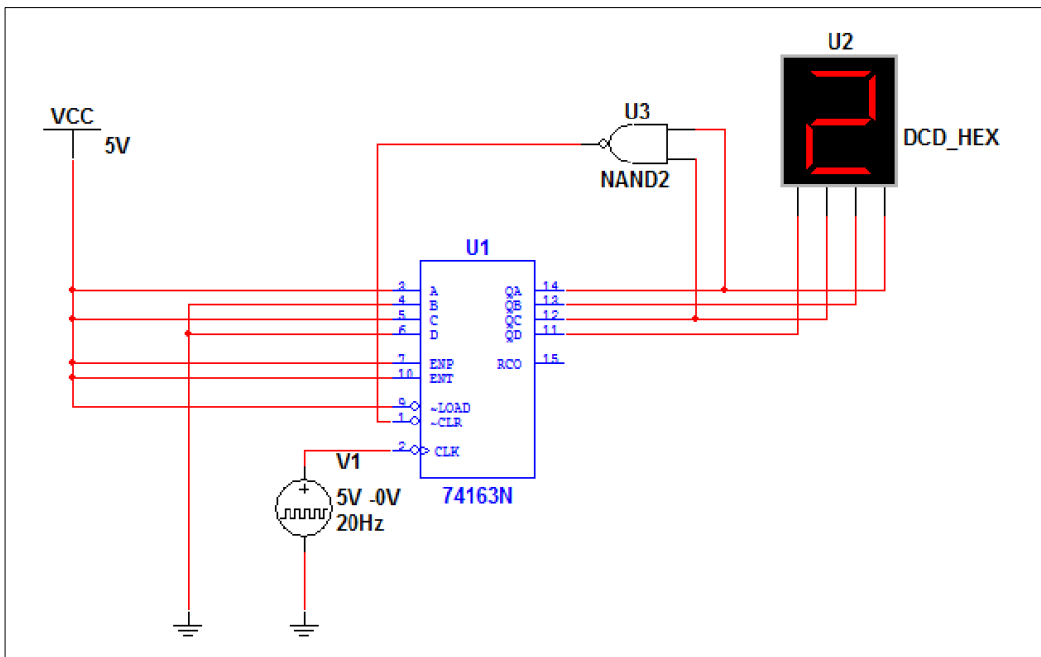 U2
VCC
5V
U3
NAND2
2
DCD_HEX
U1
3 A QA 14
4 B QB 13
5 C QC 12
6 D QD 11
7 ENP RCO 15
10 ENT
9 ~LOAD
1 ~CLR
2 CLK
V1
5V -0V
20Hz
74163N